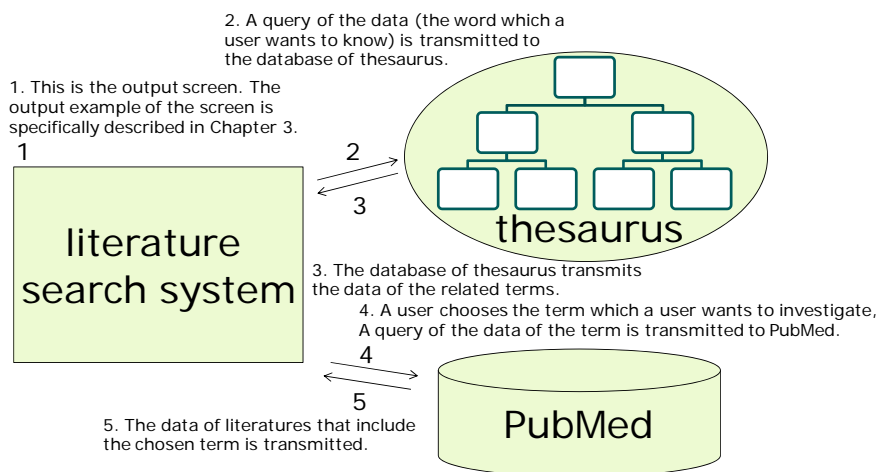 2. A query of the data (the word which a
user wants to know) is transmitted to
the database of thesaurus.
1. This is the output screen. The
output example of the screen is
specifically described in Chapter 3.
1
2
3
literature
search system
thesaurus
3. The database of thesaurus transmits
the data of the related terms.
4. A user chooses the term which a user wants to investigate,
A query of the data of the term is transmitted to PubMed.
4
5
5. The data of literatures that include
the chosen term is transmitted.
PubMed